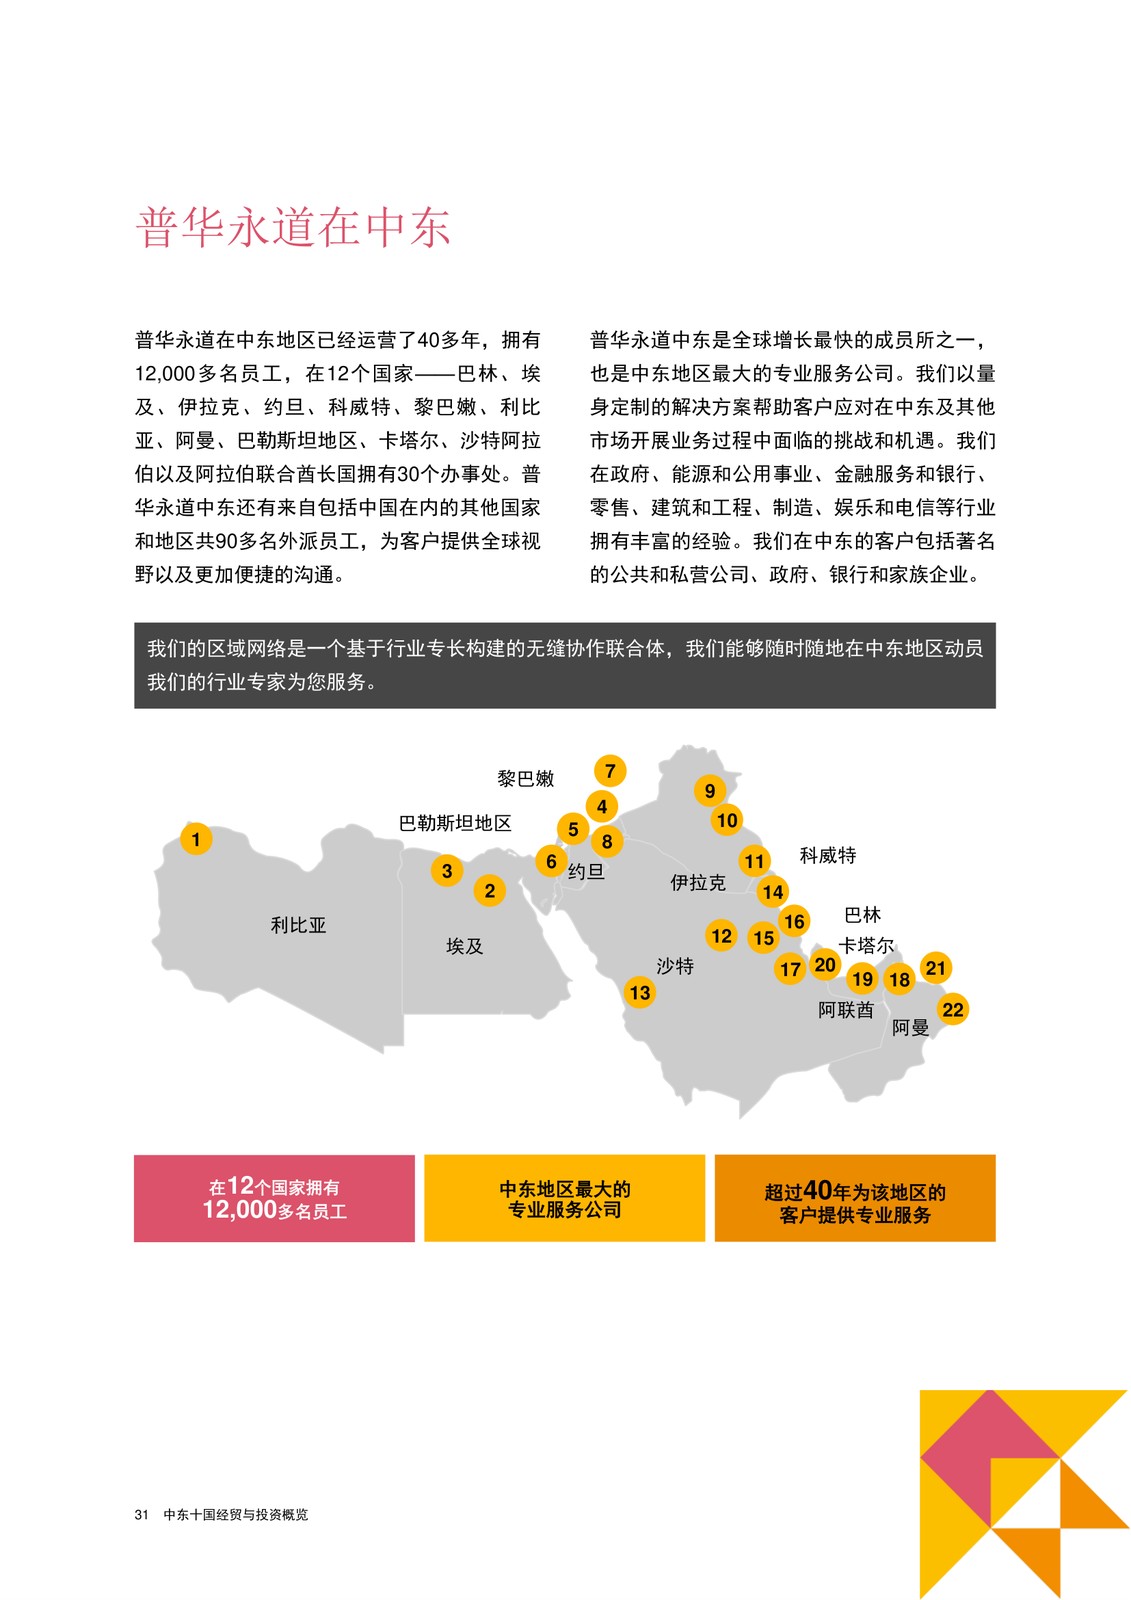 普华永道在中东
普华永道在中东地区已经运营了40多年，拥有
12,000多名员工，在12个国家——巴林、埃
及、伊拉克、约旦、科威特、黎巴嫩、利比
亚、阿曼、巴勒斯坦地区、卡塔尔、沙特阿拉
伯以及阿拉伯联合酋长国拥有30个办事处。普
华永道中东还有来自包括中国在内的其他国家
和地区共90多名外派员工，为客户提供全球视
野以及更加便捷的沟通。
普华永道中东是全球增长最快的成员所之一，
也是中东地区最大的专业服务公司。我们以量
身定制的解决方案帮助客户应对在中东及其他
市场开展业务过程中面临的挑战和机遇。我们
在政府、能源和公用事业、金融服务和银行、
零售、建筑和工程、制造、娱乐和电信等行业
拥有丰富的经验。我们在中东的客户包括著名
的公共和私营公司、政府、银行和家族企业。
我们的区域网络是一个基于行业专长构建的无缝协作联合体，我们能够随时随地在中东地区动员
我们的行业专家为您服务。
黎巴嫩
7
9
4
10
巴勒斯坦地区
5
1
8
科威特
6
11
3
约旦
伊拉克
2
14
巴林
16
利比亚
12
15
埃及
卡塔尔
沙特
17
20
21
19
18
13
阿联酋
22
阿曼
在12个国家拥有
12,000多名员工
中东地区最大的
专业服务公司
超过40年为该地区的
客户提供专业服务
31 中东十国经贸与投资概览